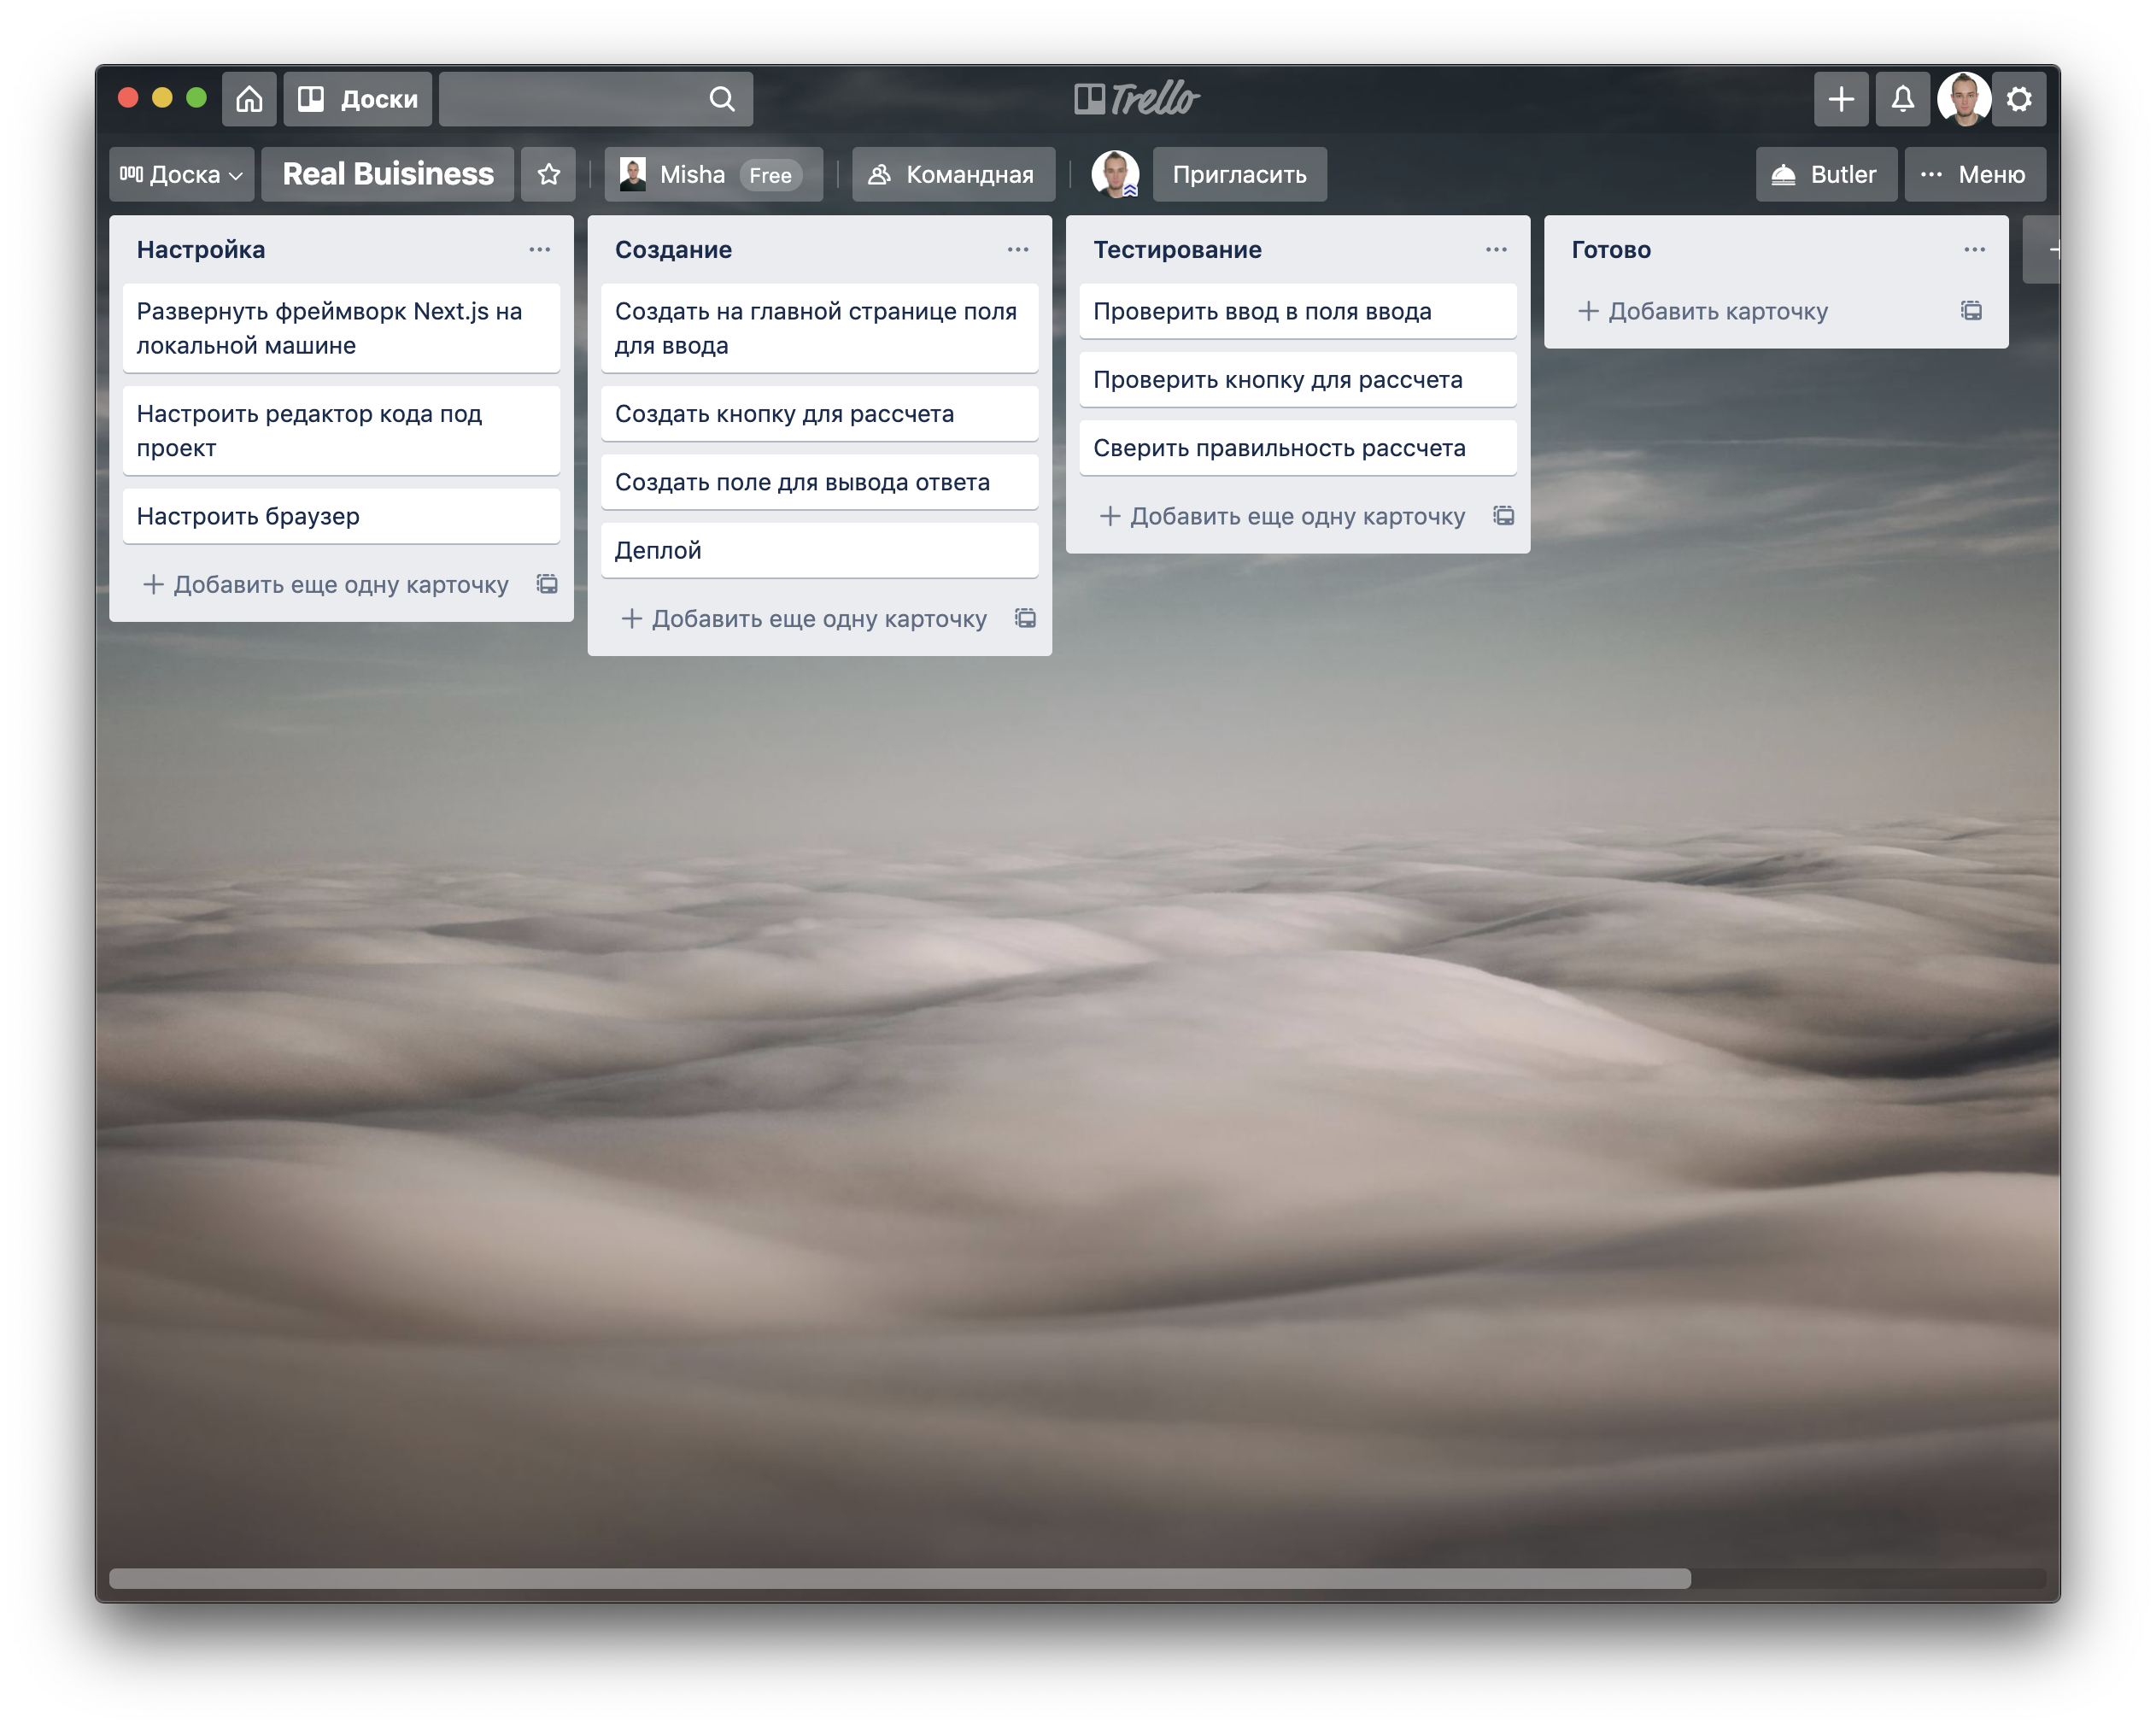 Доски
Trello
Доска
Real Buisiness
Misha Free
Командная
Пригласить
Butler
Меню
Настройка
Развернуть фреймворк Next.js на
локальной машине
Настроить редактор кода под
проект
Настроить браузер
Добавить еще одну карточку
Создание
Создать на главной странице поля
для ввода
Создать кнопку для рассчета
Создать поле для вывода ответа
Деплой
Добавить еще одну карточку
Тестирование
Проверить ввод в поля ввода
Проверить кнопку для рассчета
Сверить правильность рассчета
Добавить еще одну карточку
Готово
Добавить карточку